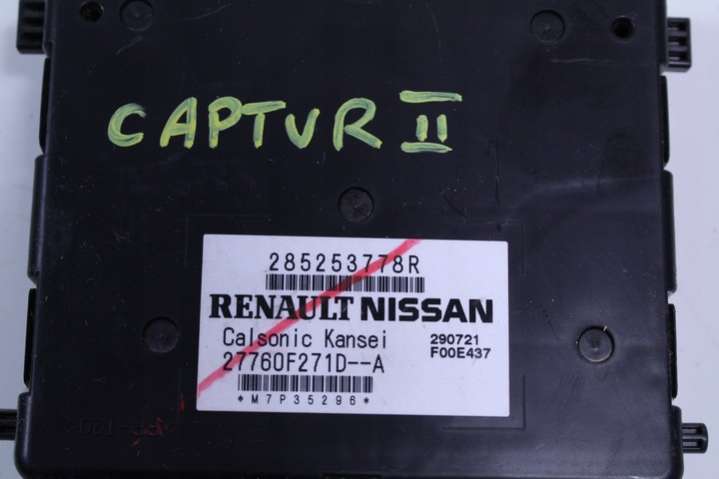 CAPTUR II
285253778R
RENAULT NISSAN
Calsonic Kansei 290721
27760F271D--A F00E437
*M7P35296*